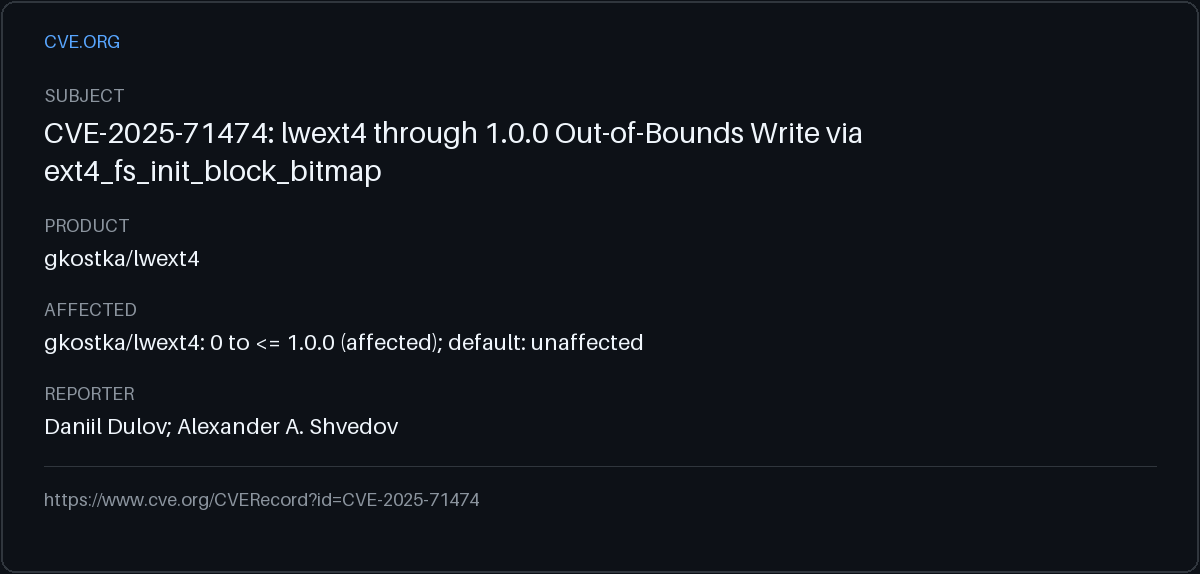 CVE.ORG
SUBJECT
CVE-2025-71474: lwext4 through 1.0.0 Out-of-Bounds Write via
ext4_fs_init_block_bitmap
PRODUCT
gkostka/lwext4
AFFECTED
gkostka/lwext4: 0 to <= 1.0.0 (affected); default: unaffected
REPORTER
Daniil Dulov; Alexander A. Shvedov
https://www.cve.org/CVERecord?id=CVE-2025-71474